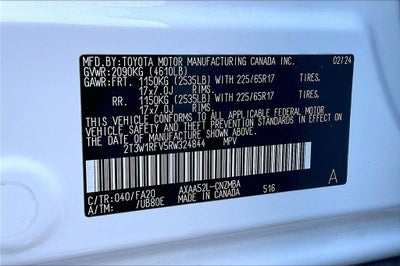 MFD.BY:TOYOTA MOTOR MANUFACTURING CANADA INC. 02/24
GVWR:2090KG (4610LB)
GAWR:FRT. 1150KG (2535LB) WITH 225/65R17 TIRES.
17x7.0J RIMS.
RR. 1150KG (2535LB) WITH 225/65R17 TIRES.
17x7.0J RIMS.
THIS VEHICLE CONFORMS TO ALL APPLICABLE FEDERAL MOTOR
VEHICLE SAFETY AND THEFT PREVENTION STANDARDS IN EFFECT ON
THE DATE OF MANUFACTURE SHOWN ABOVE.
2T3W1RFV5RW324844 MPV
C/TR:040/FA20 AXAA52L-CNZMBA 516 A
A/TM: /UB80E MADE IN CANADA